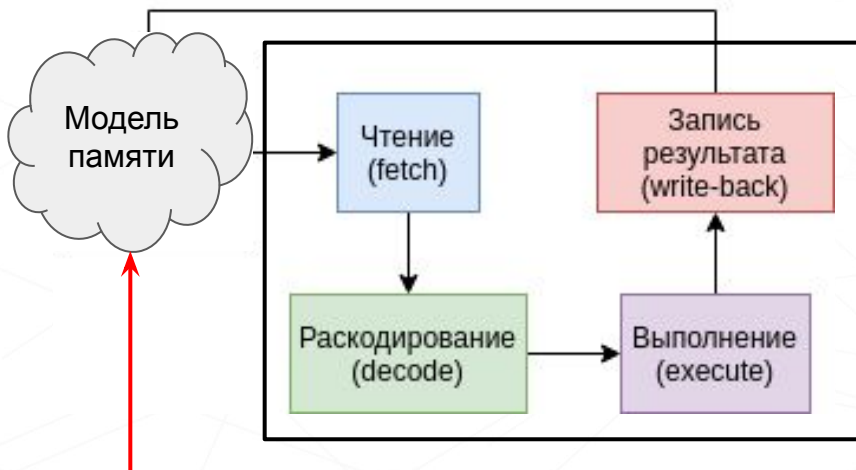 Модель
памяти
Чтение
(fetch)
Запись
результата
(write-back)
Раскодирование
(decode)
Выполнение
(execute)